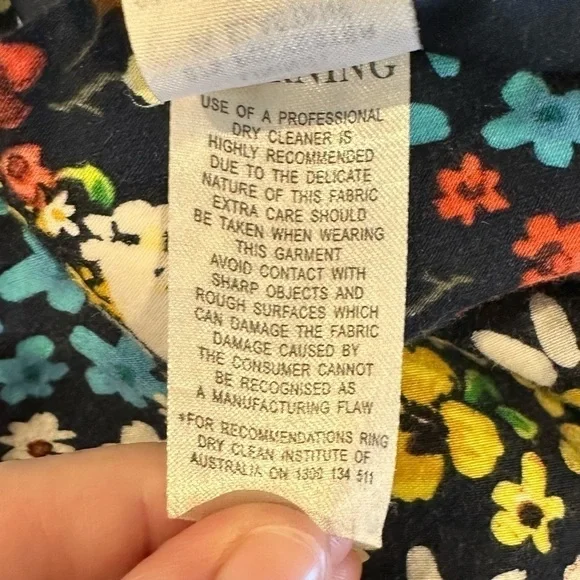 USE OF A PROFESSIONAL
DRY CLEANER IS
HIGHLY RECOMMENDED
DUE TO THE DELICATE
NATURE OF THIS FABRIC
EXTRA CARE SHOULD
BE TAKEN WHEN WEARING
THIS GARMENT
AVOID CONTACT WITH
SHARP OBJECTS AND
ROUGH SURFACES WHICH
CAN DAMAGE THE FABRIC
DAMAGE CAUSED BY
THE CONSUMER CANNOT
BE RECOGNISED AS
A MANUFACTURING FLAW
*FOR RECOMMENDATIONS RING
DRY CLEAN INSTITUTE OF
AUSTRALIA ON 1300 134 511